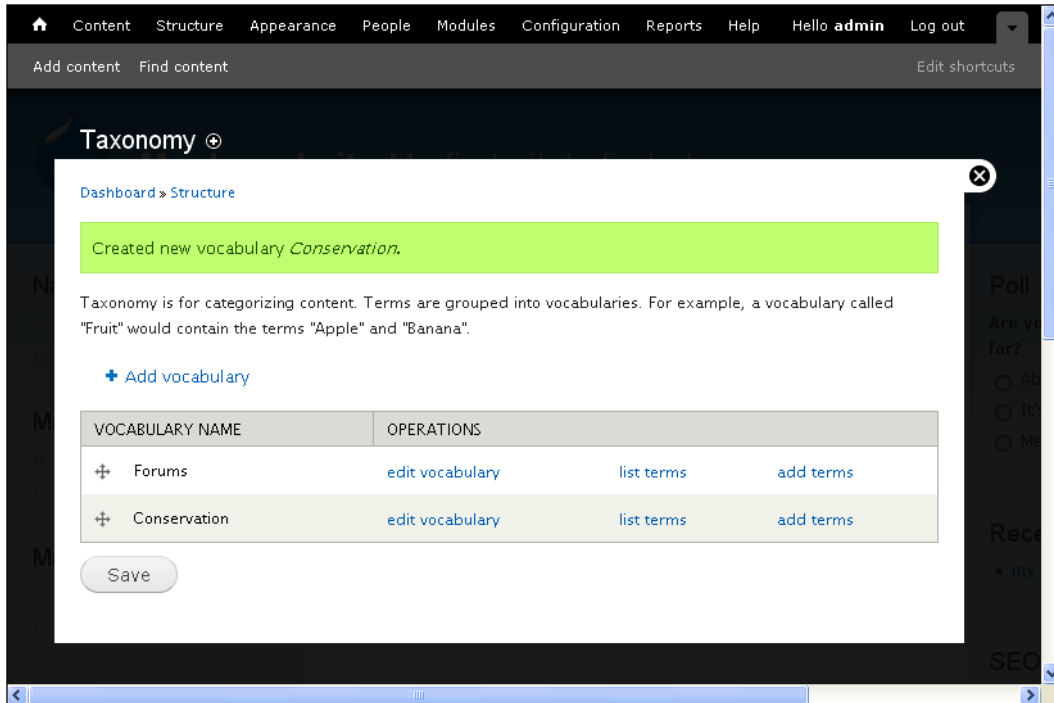 Content Structure Appearance People Modules Configuration Reports Help Hello admin Log out
Add content Find content Edit shortcuts
Taxonomy
Dashboard » Structure
Created new vocabulary Conservation.
Taxonomy is for categorizing content. Terms are grouped into vocabularies. For example, a vocabulary called
"Fruit" would contain the terms "Apple" and "Banana".
Add vocabulary
VOCABULARY NAME OPERATIONS
Forums edit vocabulary list terms add terms
Conservation edit vocabulary list terms add terms
Save
Poll
Are
far?
It's
SEO